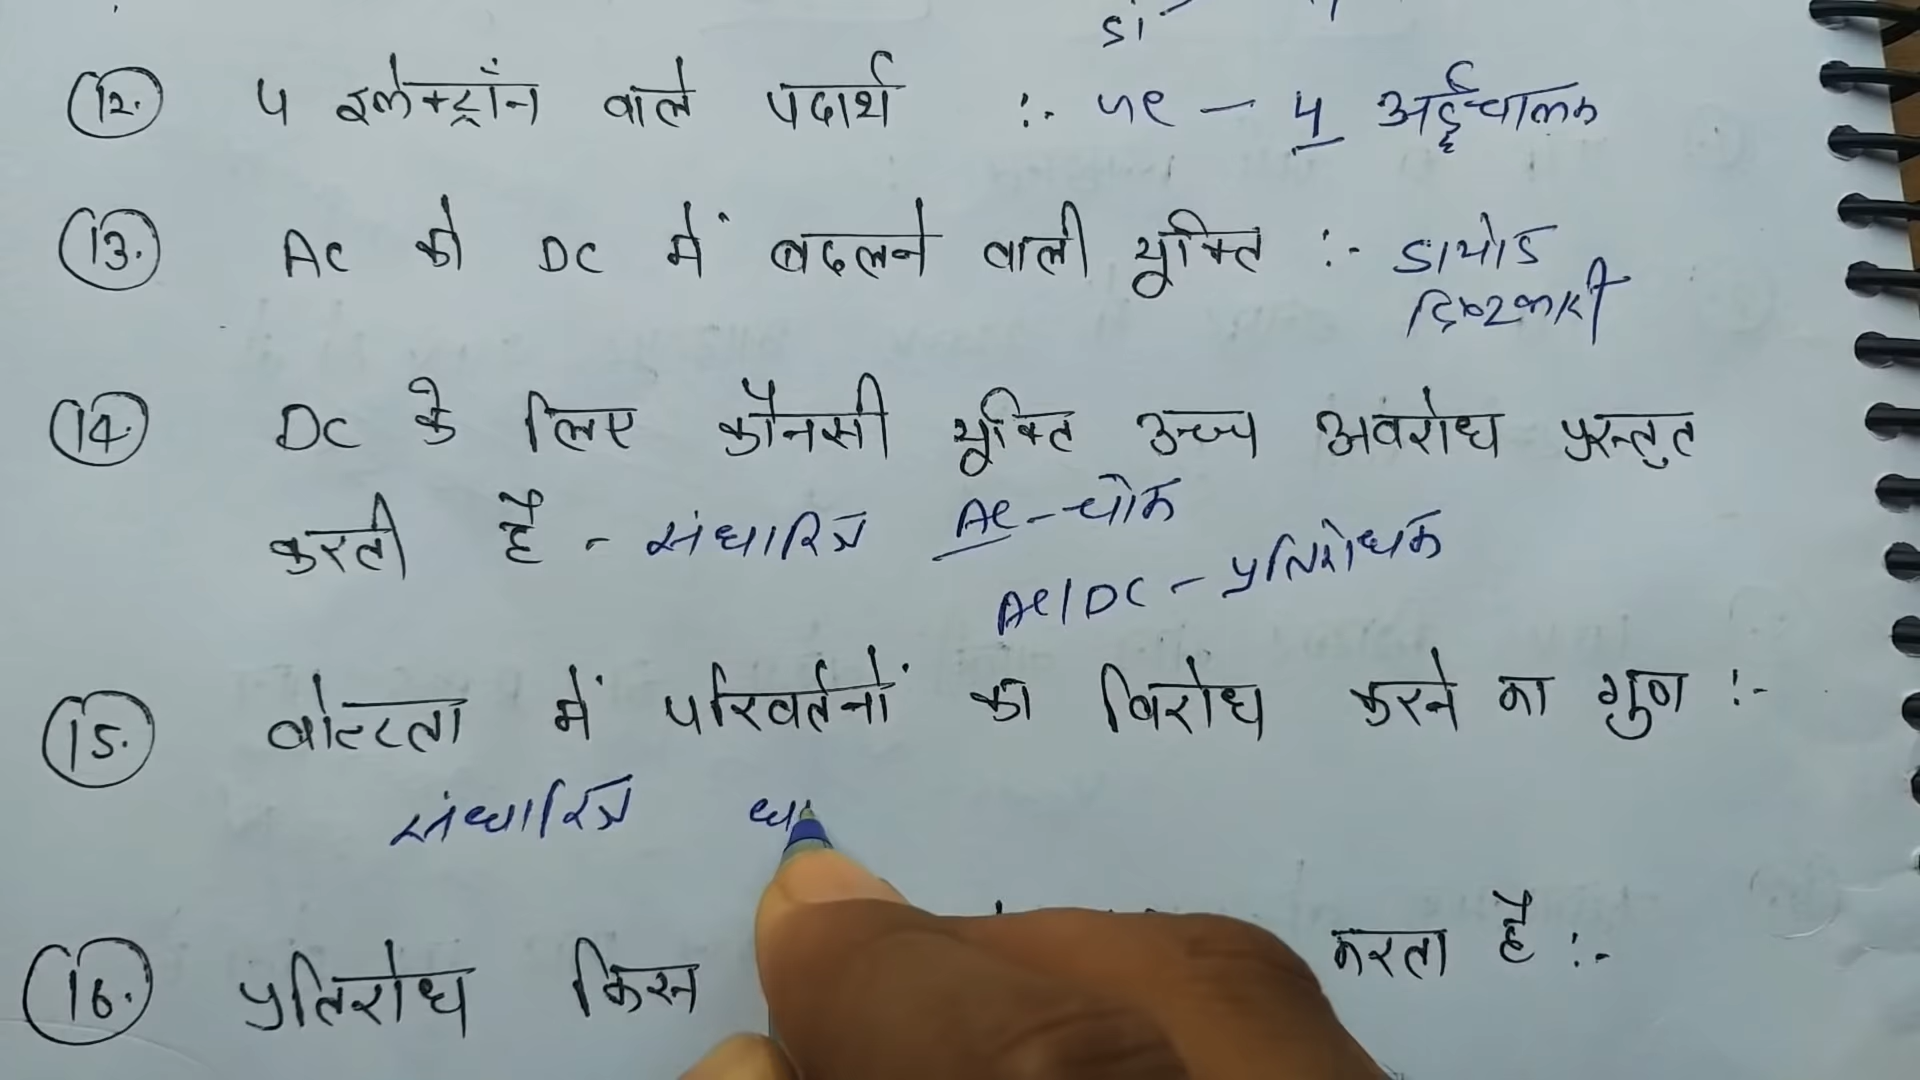 Si
12. 4 इलेक्ट्रॉन वाले पदार्थ :- Ge - 4 अर्द्धचालक
13. AC को DC में बदलने वाली यूक्ति :- डायोड
दिष्टकारी
14. DC के लिए कौनसी यूक्ति उच्च अवरोध प्रस्तुत
करती है - संधारित्र AC - चोक
AC/DC - प्रतिरोधक
15. वोल्टता में परिवर्तनों का विरोध करने का गुण :-
संधारित्र धा
16. प्रतिरोध किस करता है :-